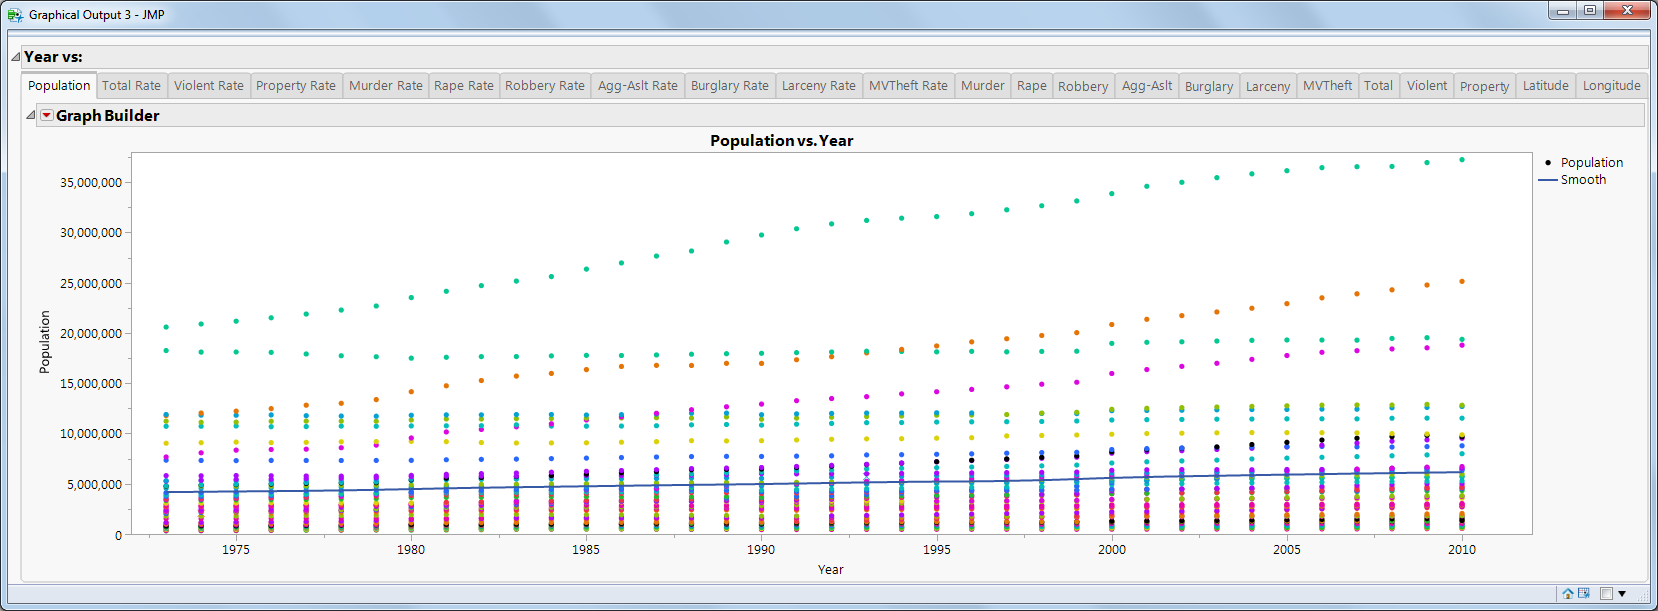 Graphical Output 3 - JMP
Year vs:
Population Total Rate Violent Rate Property Rate Murder Rate Rape Rate Robbery Rate Agg-Aslt Rate Burglary Rate Larceny Rate MVTheft Rate Murder Rape Robbery Agg-Aslt Burglary Larceny MVTheft Total Violent Property Latitude Longitude
Graph Builder
Population vs. Year
Population
Smooth
35,000,000
30,000,000
25,000,000
20,000,000
15,000,000
10,000,000
5,000,000
0
Population
1975 1980 1985 1990 1995 2000 2005 2010
Year